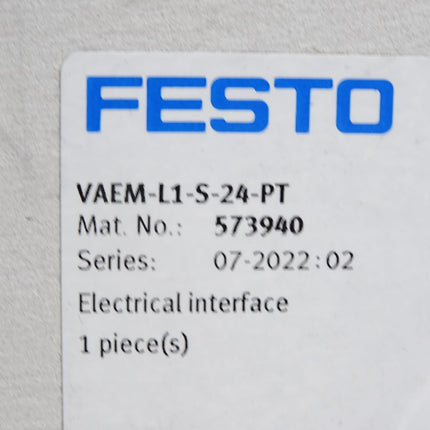 FESTO
VAEM-L1-S-24-PT
Mat. No.: 573940
Series: 07-2022:02
Electrical interface
1 piece(s)